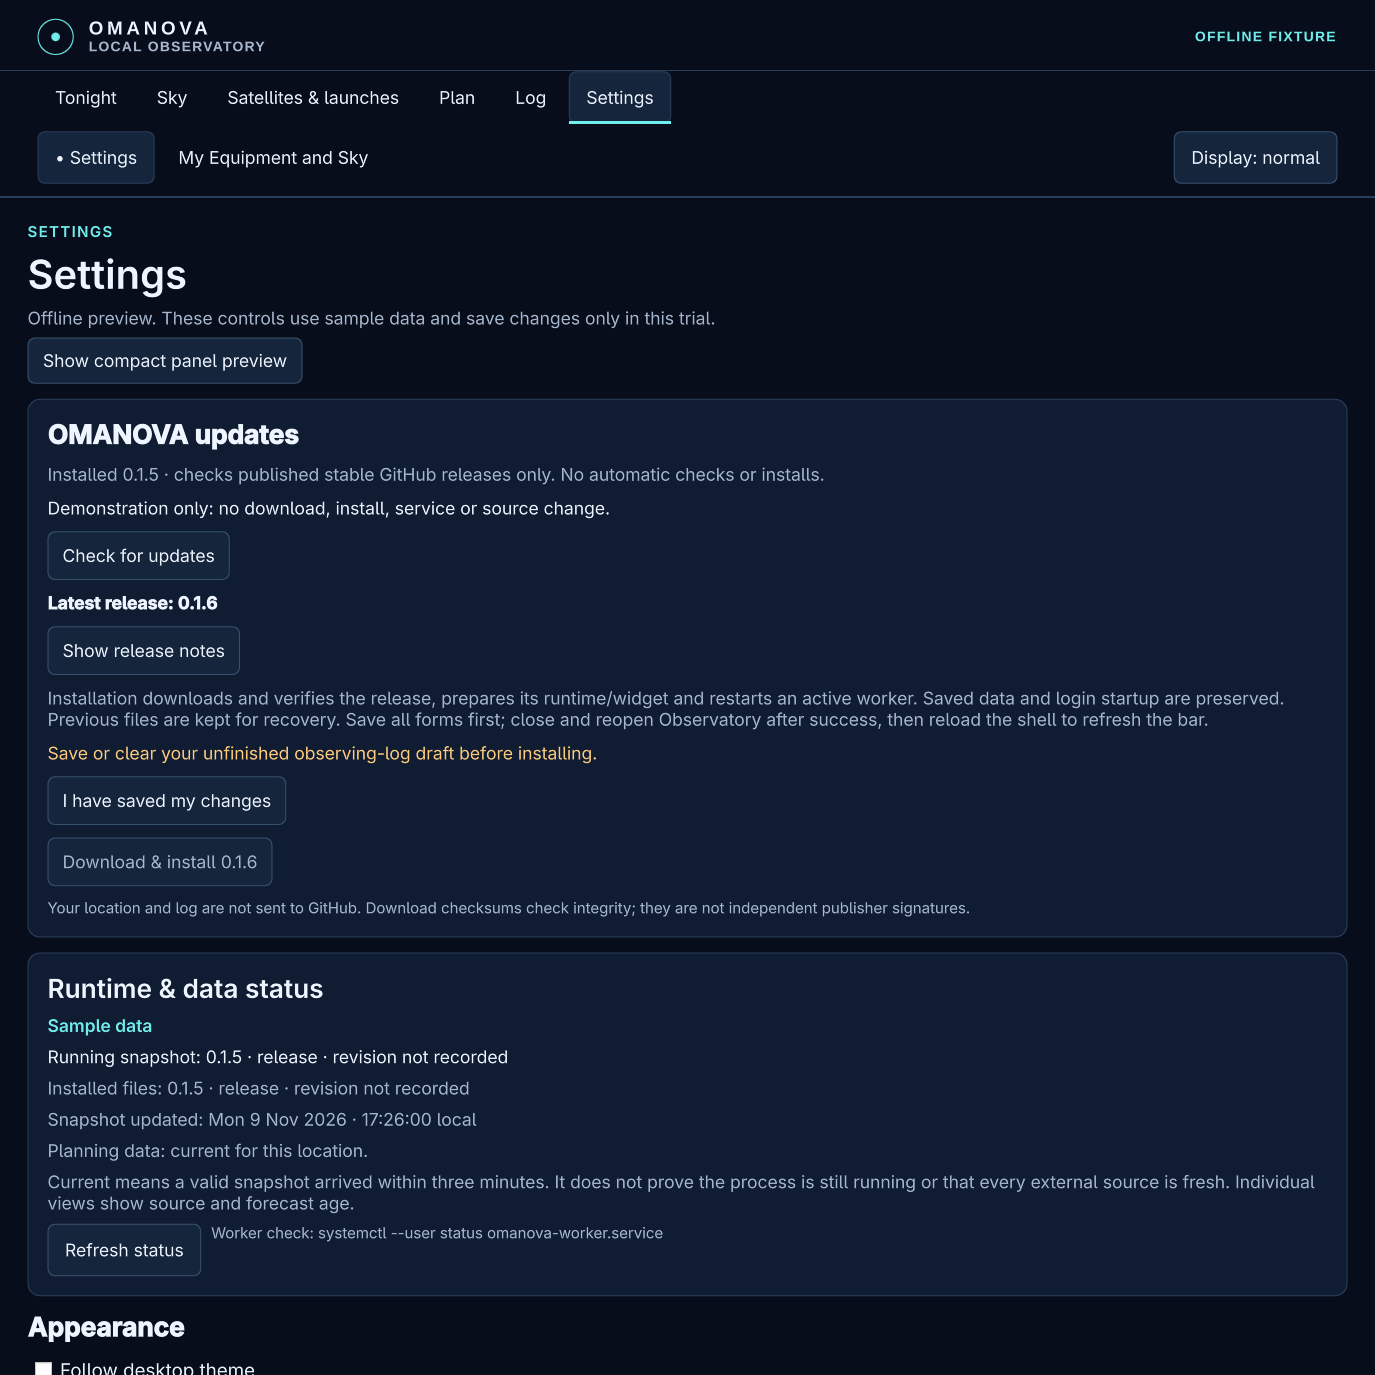 OMANOVA
LOCAL OBSERVATORY
OFFLINE FIXTURE
Tonight
Sky
Satellites & launches
Plan
Log
Settings
• Settings
My Equipment and Sky
Display: normal
SETTINGS
Settings
Offline preview. These controls use sample data and save changes only in this trial.
Show compact panel preview
OMANOVA updates
Installed 0.1.5 · checks published stable GitHub releases only. No automatic checks or installs.
Demonstration only: no download, install, service or source change.
Check for updates
Latest release: 0.1.6
Show release notes
Installation downloads and verifies the release, prepares its runtime/widget and restarts an active worker. Saved data and login startup are preserved.
Previous files are kept for recovery. Save all forms first; close and reopen Observatory after success, then reload the shell to refresh the bar.
Save or clear your unfinished observing-log draft before installing.
I have saved my changes
Download & install 0.1.6
Your location and log are not sent to GitHub. Download checksums check integrity; they are not independent publisher signatures.
Runtime & data status
Sample data
Running snapshot: 0.1.5 · release · revision not recorded
Installed files: 0.1.5 · release · revision not recorded
Snapshot updated: Mon 9 Nov 2026 · 17:26:00 local
Planning data: current for this location.
Current means a valid snapshot arrived within three minutes. It does not prove the process is still running or that every external source is fresh. Individual
views show source and forecast age.
Refresh status
Worker check: systemctl --user status omanova-worker.service
Appearance
Follow desktop theme